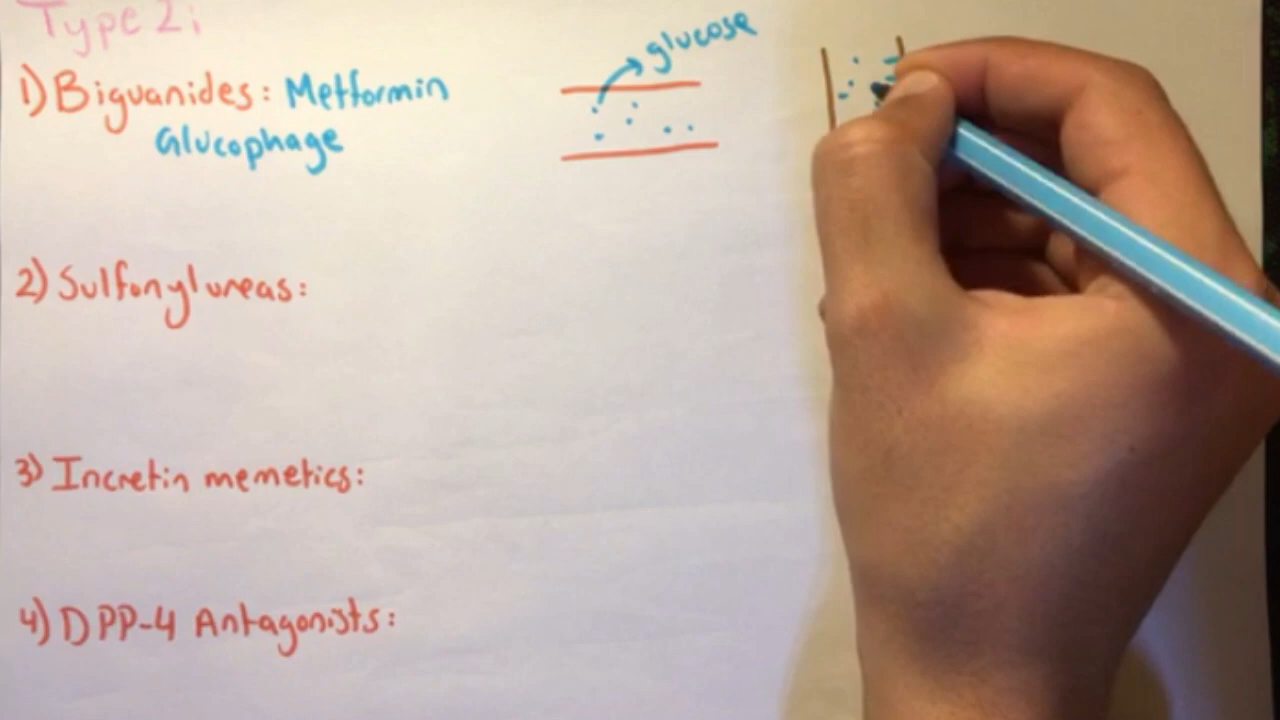 Type 2:
1) Biguanides: Metformin
Glucophage
glucose
2) Sulfonylureas:
3) Incretin memetics:
4) DPP-4 Antagonists: